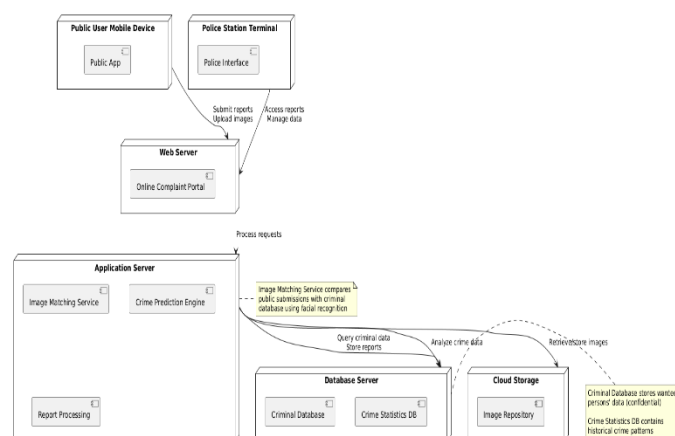 Public User Mobile Device
Police Station Terminal
Public App
Police Interface
Submit reports
Upload images
Access reports
Manage data
Web Server
Online Complaint Portal
Process requests
Application Server
Image Matching Service
Crime Prediction Engine
Image Matching Service compares
public submissions with criminal
database using facial recognition
Query criminal data
Store reports
Analyze crime data
Retrieve/store images
Report Processing
Database Server
Criminal Database
Crime Statistics DB
Cloud Storage
Image Repository
Criminal Database stores wanted
persons' data (confidential)
Crime Statistics DB contains
historical crime patterns